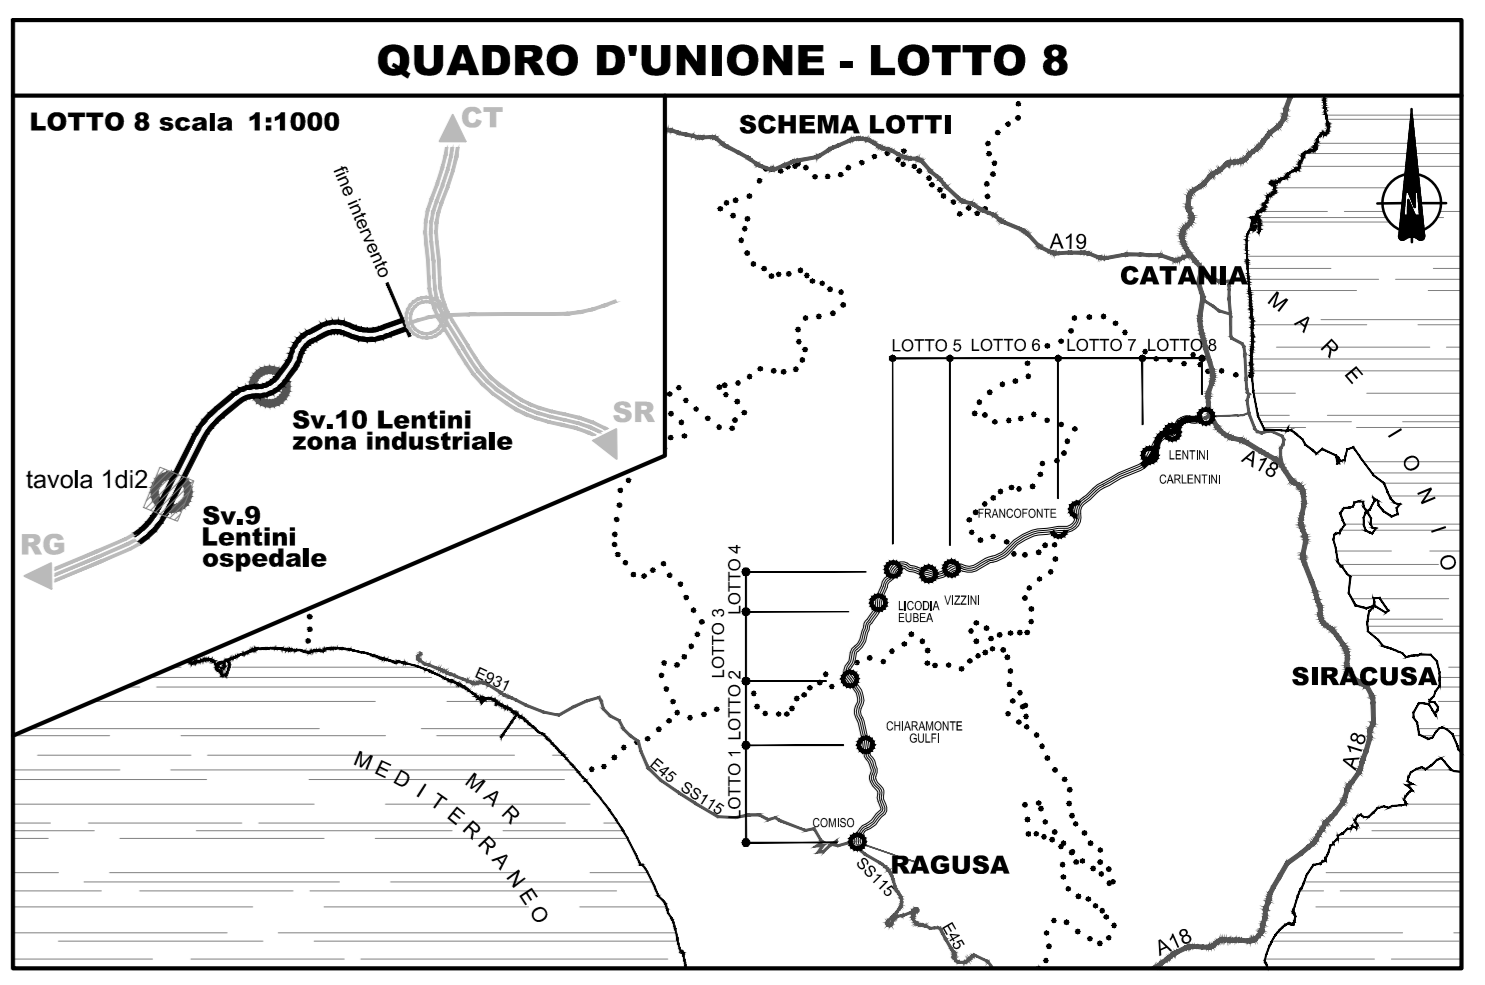 QUADRO D'UNIONE - LOTTO 8
LOTTO 8 scala 1:1000
CT
fine intervento
SR
Sv.10 Lentini
zona industriale
tavola 1di2
Sv.9
Lentini
ospedale
RG
SCHEMA LOTTI
A19
CATANIA
N
MARE IONIO
LOTTO 5
LOTTO 6
LOTTO 7
LOTTO 8
LENTINI
CARLENTINI
A18
FRANCOFONTE
LOTTO 4
LOTTO 3
LOTTO 2
LOTTO 1
LICODIA
EUBEA
VIZZINI
SIRACUSA
E931
CHIARAMONTE
GULFI
A18
MAR
MEDITERRANEO
E45 SS115
COMISO
RAGUSA
SS115
E45
A18